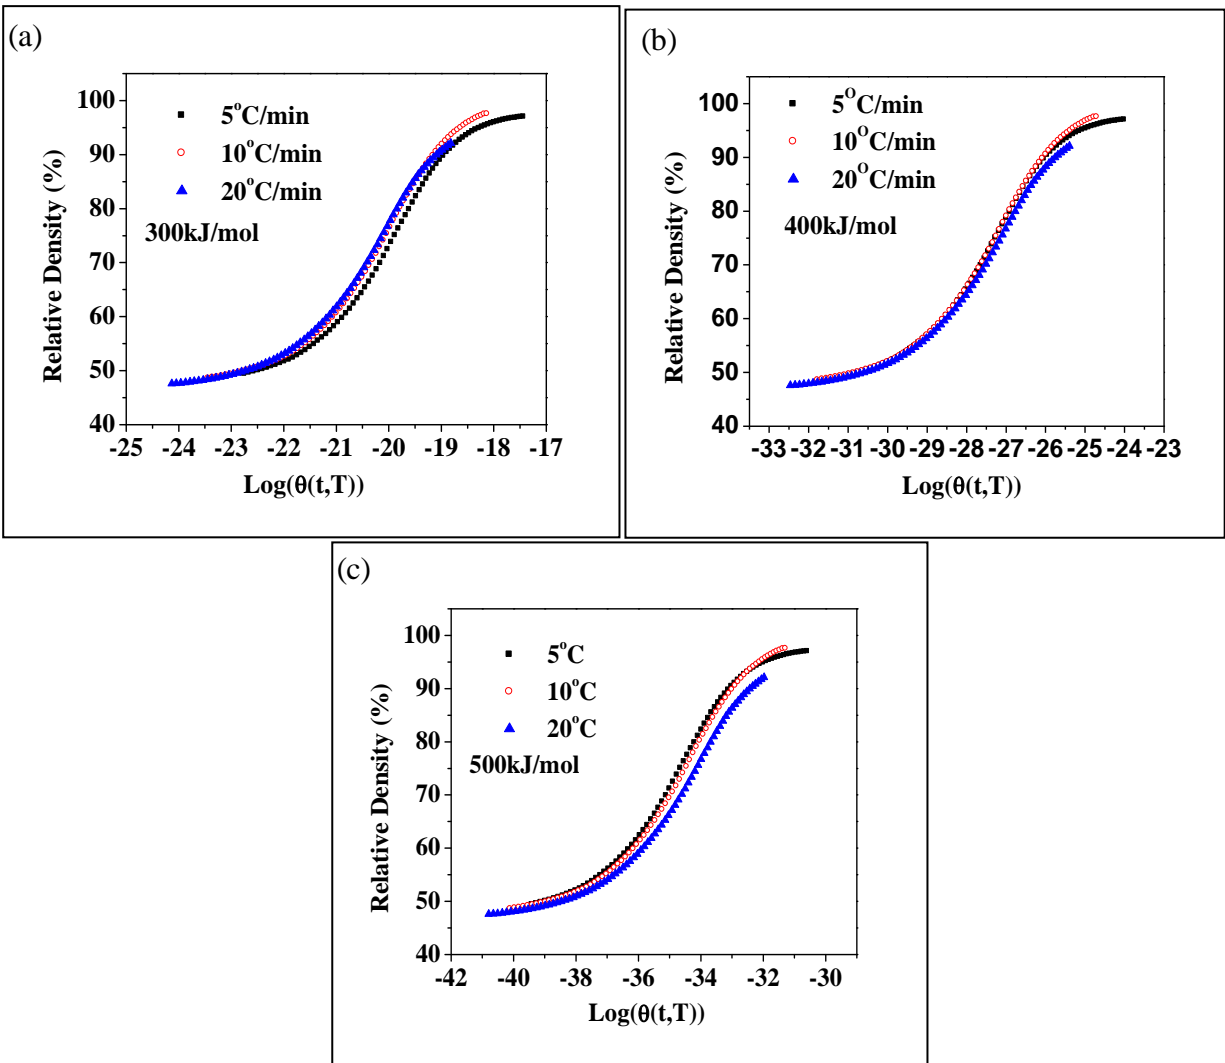 (a)
100
90
80
70
60
50
40
Relative Density (%)
5°C/min
10°C/min
20°C/min
300kJ/mol
-25 -24 -23 -22 -21 -20 -19 -18 -17
Log(θ(t,T))
(b)
100
90
80
70
60
50
40
Relative Density (%)
5^OC/min
10^OC/min
20^OC/min
400kJ/mol
-33 -32 -31 -30 -29 -28 -27 -26 -25 -24 -23
Log(θ(t,T))
(c)
100
90
80
70
60
50
40
Relative Density (%)
5°C
10°C
20°C
500kJ/mol
-42 -40 -38 -36 -34 -32 -30
Log(θ(t,T))